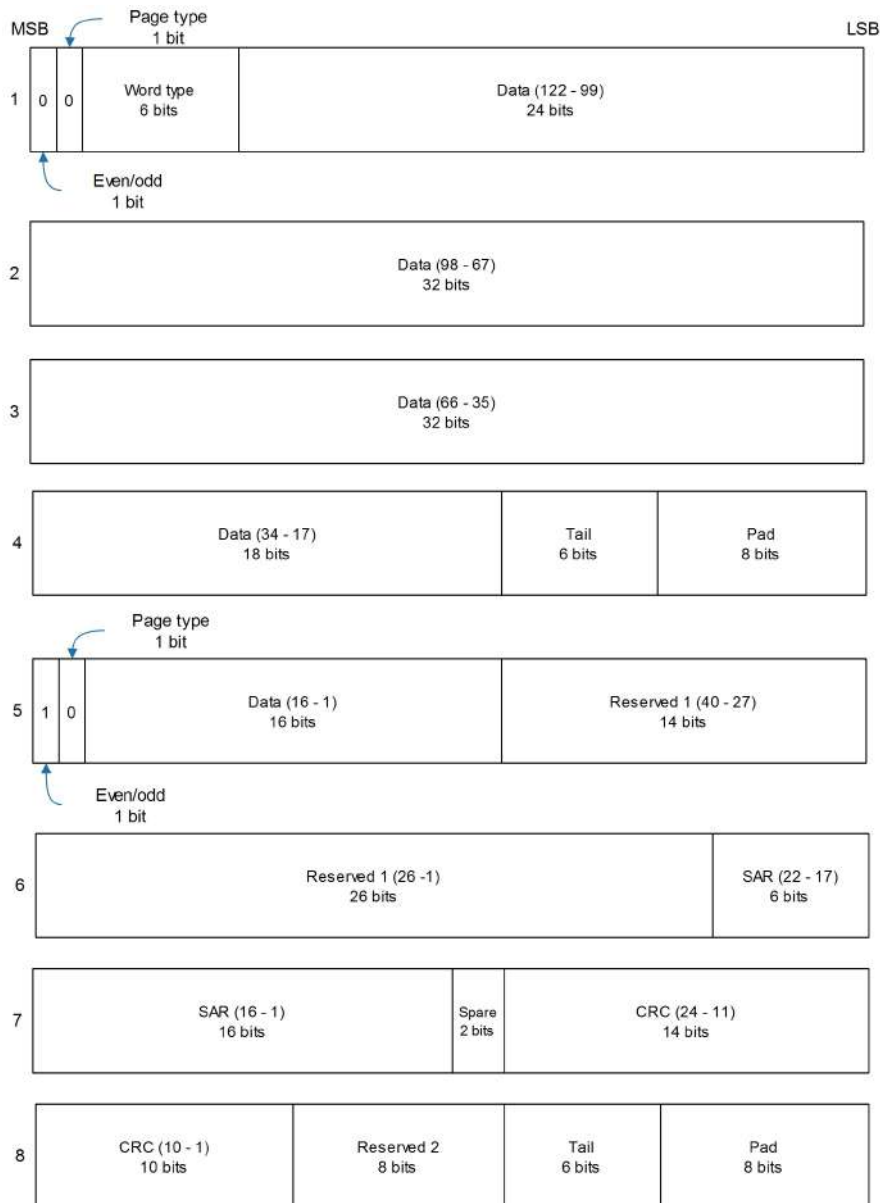 Page type
1 bit
MSB
LSB
1
0
0
Word type
6 bits
Data (122 - 99)
24 bits
Even/odd
1 bit
2
Data (98 - 67)
32 bits
3
Data (66 - 35)
32 bits
4
Data (34 - 17)
18 bits
Tail
6 bits
Pad
8 bits
Page type
1 bit
5
1
0
Data (16 - 1)
16 bits
Reserved 1 (40 - 27)
14 bits
Even/odd
1 bit
6
Reserved 1 (26 -1)
26 bits
SAR (22 - 17)
6 bits
7
SAR (16 - 1)
16 bits
Spare
2 bits
CRC (24 - 11)
14 bits
8
CRC (10 - 1)
10 bits
Reserved 2
8 bits
Tail
6 bits
Pad
8 bits